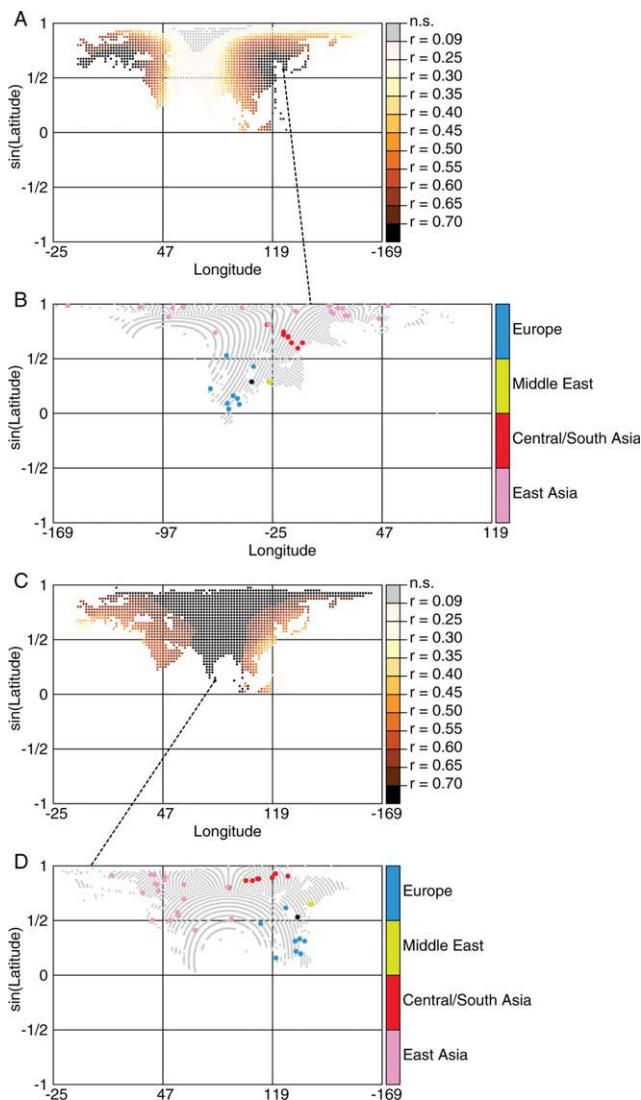 A
1
1/2
0
-1/2
-1
sin(Latitude)
-25
47
119
-169
Longitude
n.s.
r = 0.09
r = 0.25
r = 0.30
r = 0.35
r = 0.40
r = 0.45
r = 0.50
r = 0.55
r = 0.60
r = 0.65
r = 0.70
B
1
1/2
0
-1/2
-1
sin(Latitude)
-169
-97
-25
47
119
Longitude
Europe
Middle East
Central/South Asia
East Asia
C
1
1/2
0
-1/2
-1
sin(Latitude)
-25
47
119
-169
Longitude
n.s.
r = 0.09
r = 0.25
r = 0.30
r = 0.35
r = 0.40
r = 0.45
r = 0.50
r = 0.55
r = 0.60
r = 0.65
r = 0.70
D
1
1/2
0
-1/2
-1
sin(Latitude)
-25
47
119
-169
Longitude
Europe
Middle East
Central/South Asia
East Asia